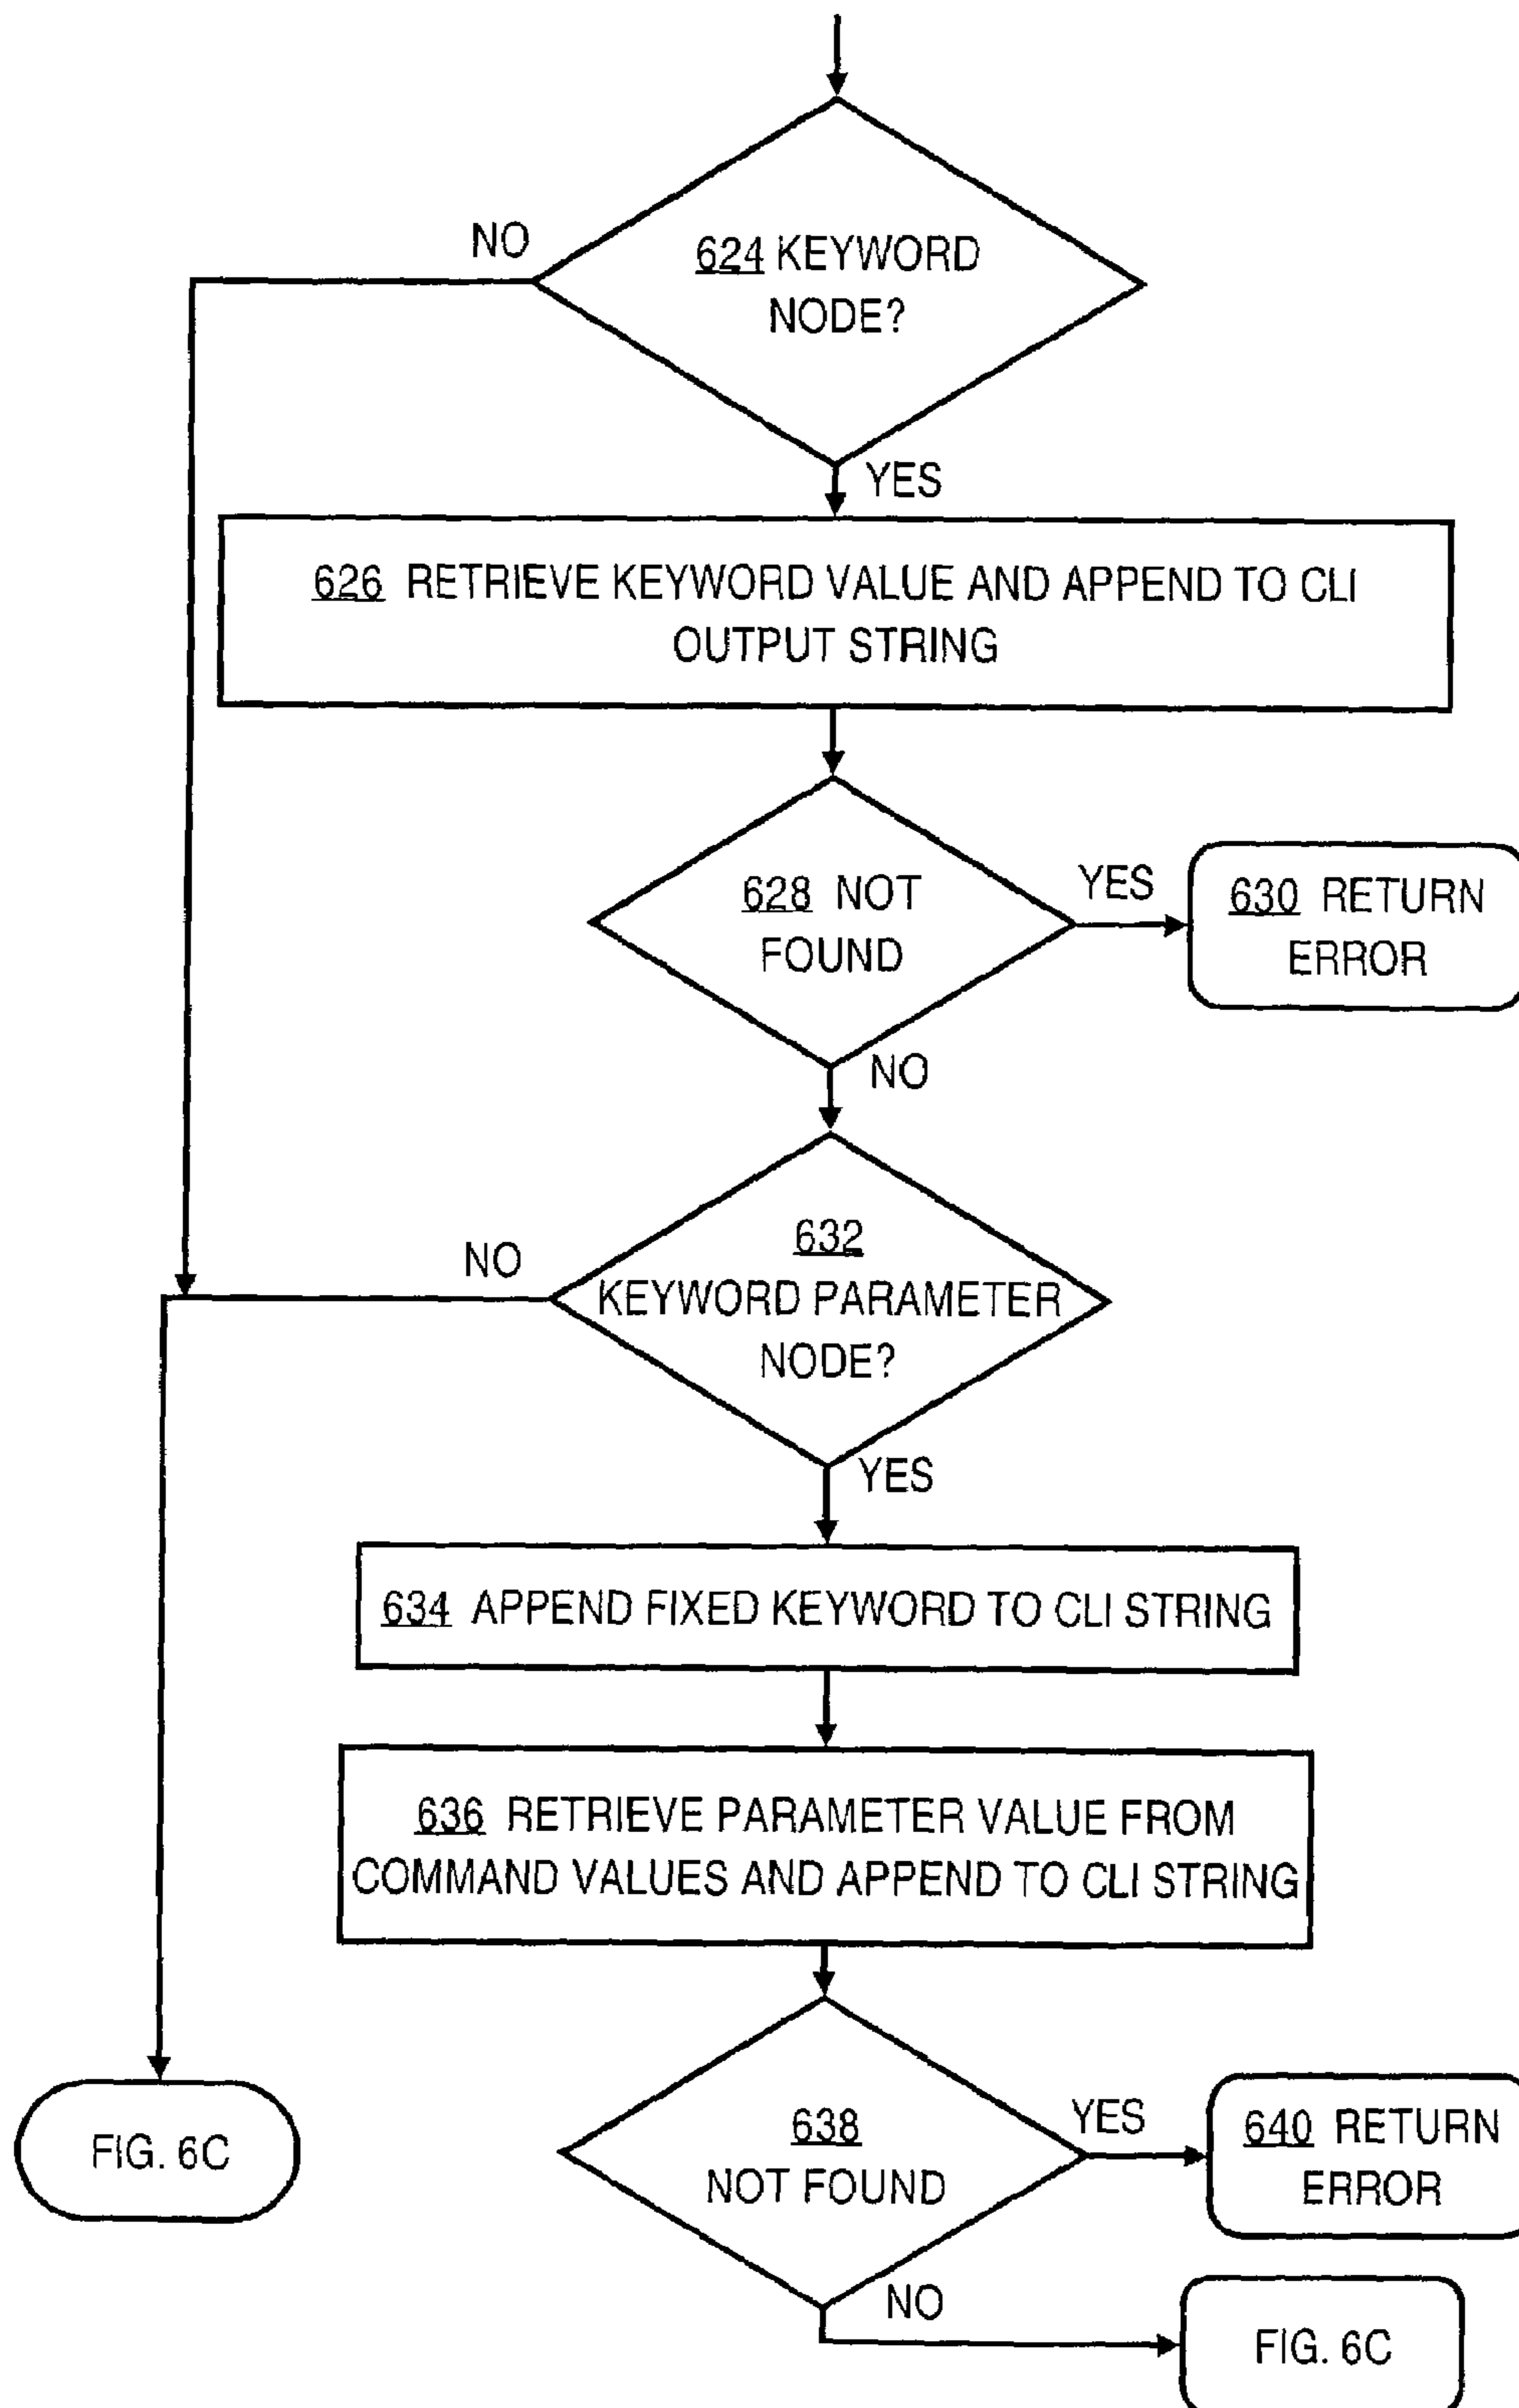 NO
624 KEYWORD
NODE?
YES
626 RETRIEVE KEYWORD VALUE AND APPEND TO CLI
OUTPUT STRING
628 NOT
FOUND
YES
630 RETURN
ERROR
NO
632
KEYWORD PARAMETER
NODE?
NO
YES
634 APPEND FIXED KEYWORD TO CLI STRING
636 RETRIEVE PARAMETER VALUE FROM
COMMAND VALUES AND APPEND TO CLI STRING
638
NOT FOUND
YES
640 RETURN
ERROR
FIG. 6C
NO
FIG. 6C